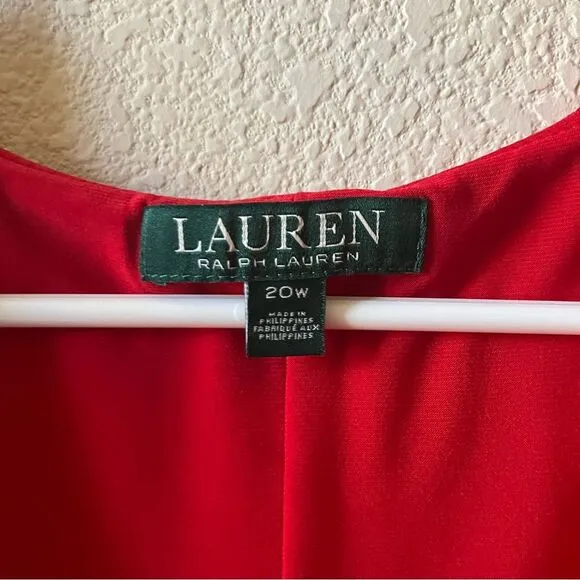 LAUREN
RALPH LAUREN
20W
MADE IN
PHILIPPINES
FABRIQUÉ AUX
PHILIPPINES